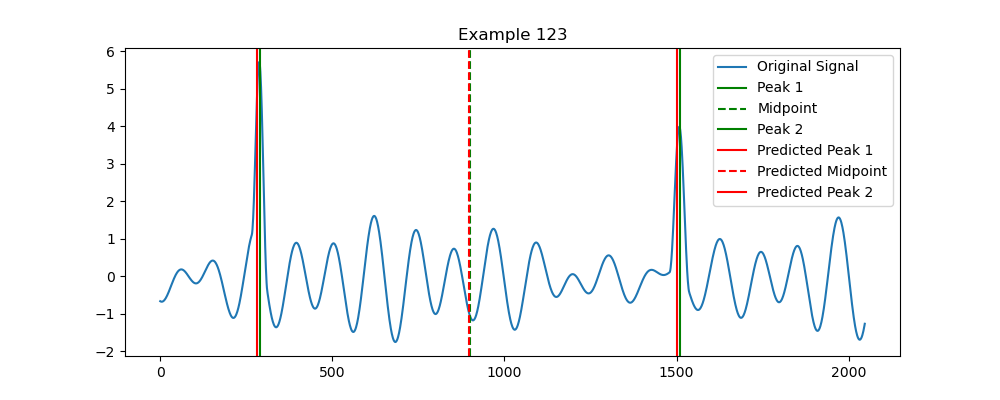 Example 123
6
5
4
3
2
1
0
−1
−2
0
500
1000
1500
2000
Original Signal
Peak 1
Midpoint
Peak 2
Predicted Peak 1
Predicted Midpoint
Predicted Peak 2